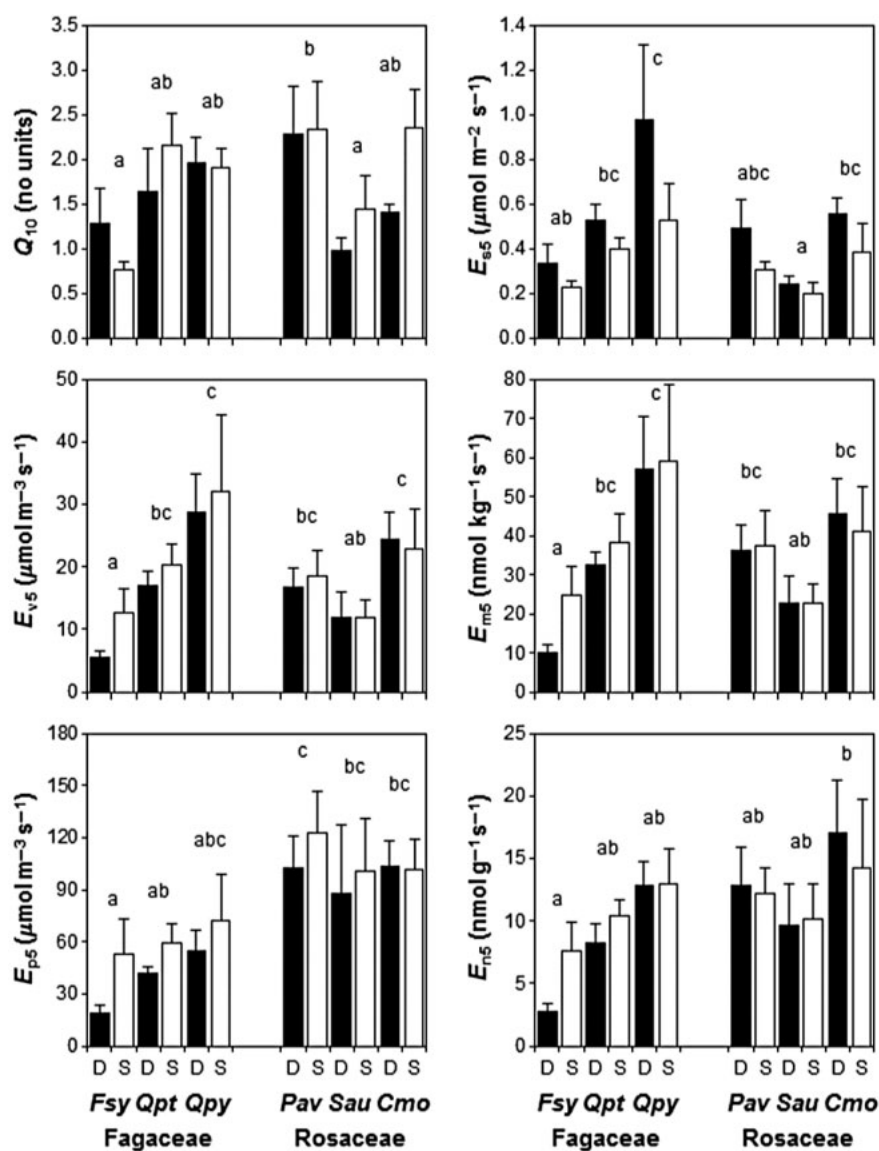 3.5
3.0
2.5
2.0
1.5
1.0
0.5
0.0
Q10 (no units)
a
ab
ab
b
a
ab
1.4
1.2
1.0
0.8
0.6
0.4
0.2
0.0
Es5 (μmol m−2 s−1)
ab
bc
c
abc
a
bc
50
40
30
20
10
0
Ev5 (μmol m−3 s−1)
a
bc
c
bc
ab
c
80
70
60
50
40
30
20
10
0
Em5 (nmol kg−1 s−1)
a
bc
c
bc
ab
bc
180
150
120
90
60
30
0
Ep5 (μmol m−3 s−1)
a
ab
abc
c
bc
bc
D S D S D S D S D S D S
Fsy Qpt Qpy Pav Sau Cmo
Fagaceae Rosaceae
25
20
15
10
5
0
En5 (nmol g−1 s−1)
a
ab
ab
ab
ab
b
D S D S D S D S D S D S
Fsy Qpt Qpy Pav Sau Cmo
Fagaceae Rosaceae